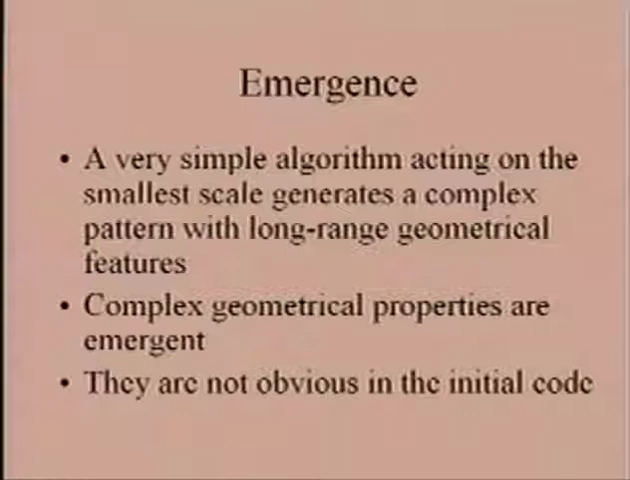 Emergence
• A very simple algorithm acting on the
smallest scale generates a complex
pattern with long-range geometrical
features
• Complex geometrical properties are
emergent
• They are not obvious in the initial code